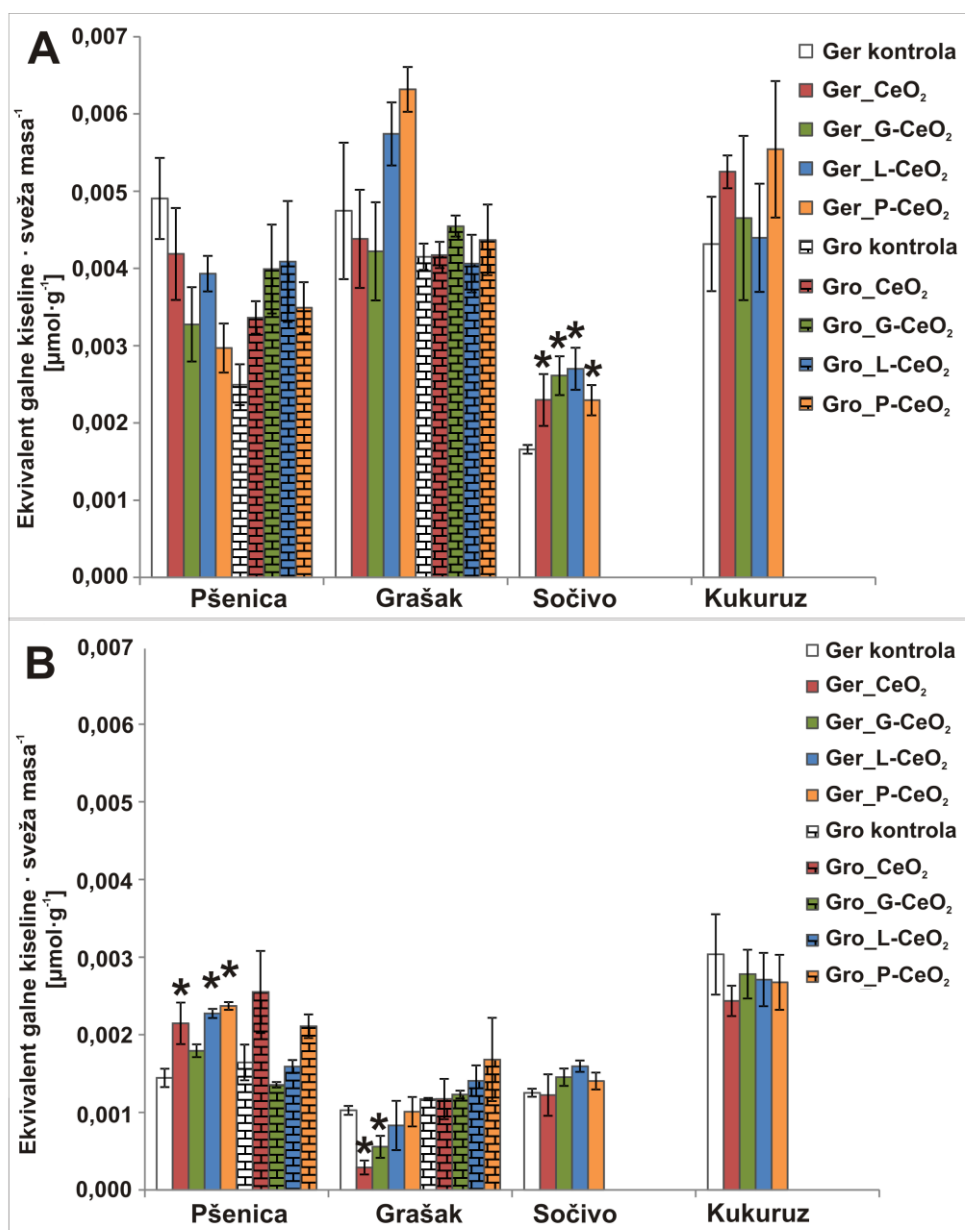 A
Ekvivalent galne kiseline · sveža masa⁻¹
[µmol·g⁻¹]
0,007
0,006
0,005
0,004
0,003
0,002
0,001
0,000
* * * *
Pšenica Grašak Sočivo Kukuruz
Ger kontrola
Ger_CeO₂
Ger_G-CeO₂
Ger_L-CeO₂
Ger_P-CeO₂
Gro kontrola
Gro_CeO₂
Gro_G-CeO₂
Gro_L-CeO₂
Gro_P-CeO₂
B
Ekvivalent galne kiseline · sveža masa⁻¹
[µmol·g⁻¹]
0,007
0,006
0,005
0,004
0,003
0,002
0,001
0,000
* * *
* *
Pšenica Grašak Sočivo Kukuruz
Ger kontrola
Ger_CeO₂
Ger_G-CeO₂
Ger_L-CeO₂
Ger_P-CeO₂
Gro kontrola
Gro_CeO₂
Gro_G-CeO₂
Gro_L-CeO₂
Gro_P-CeO₂